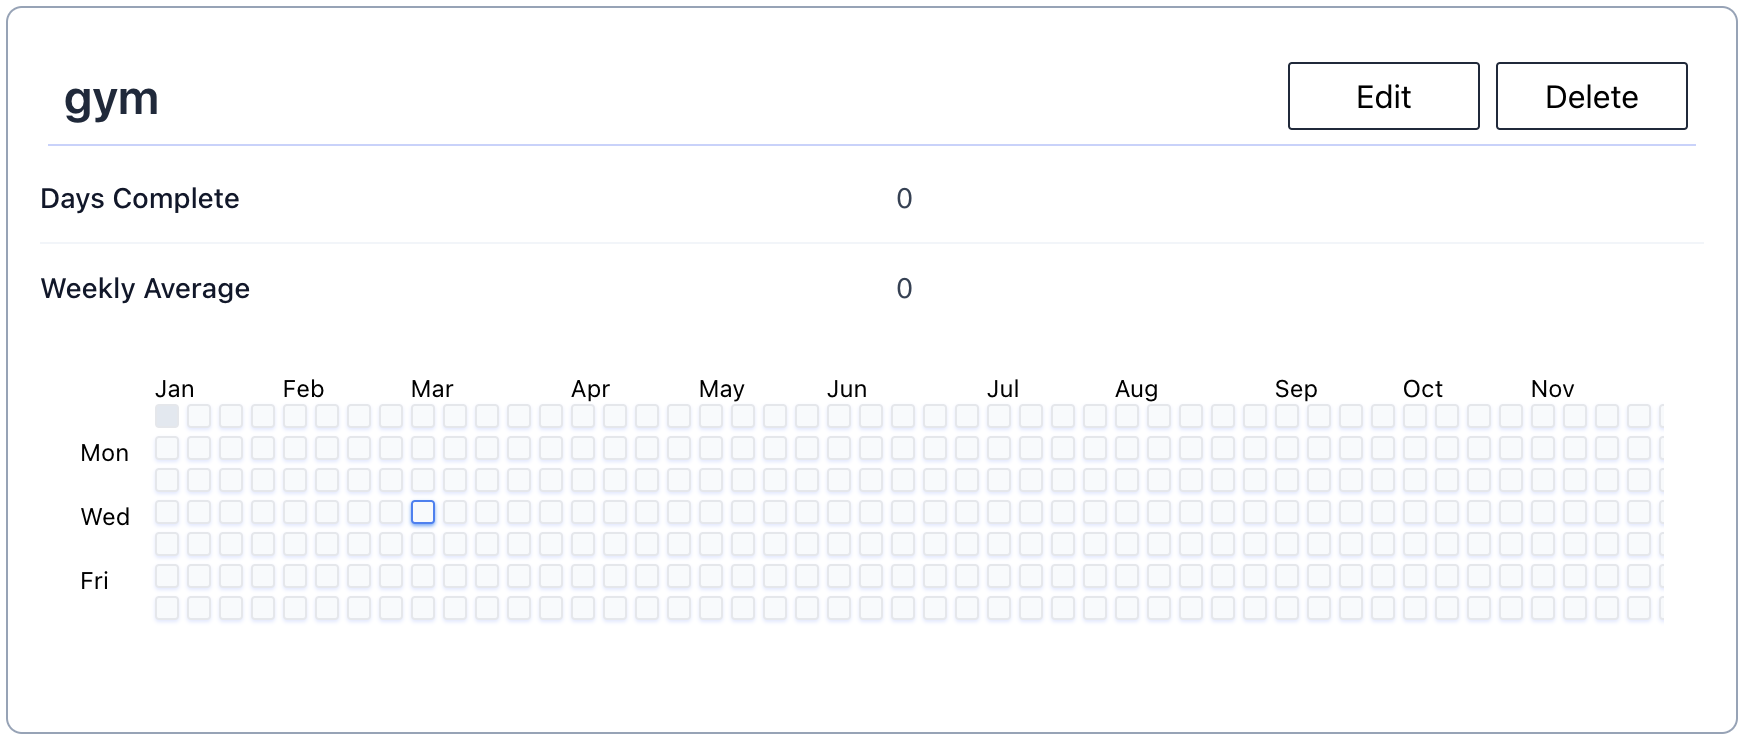 gym
Edit Delete
Days Complete 0
Weekly Average 0
Jan Feb Mar Apr May Jun Jul Aug Sep Oct Nov
Mon
Wed
Fri